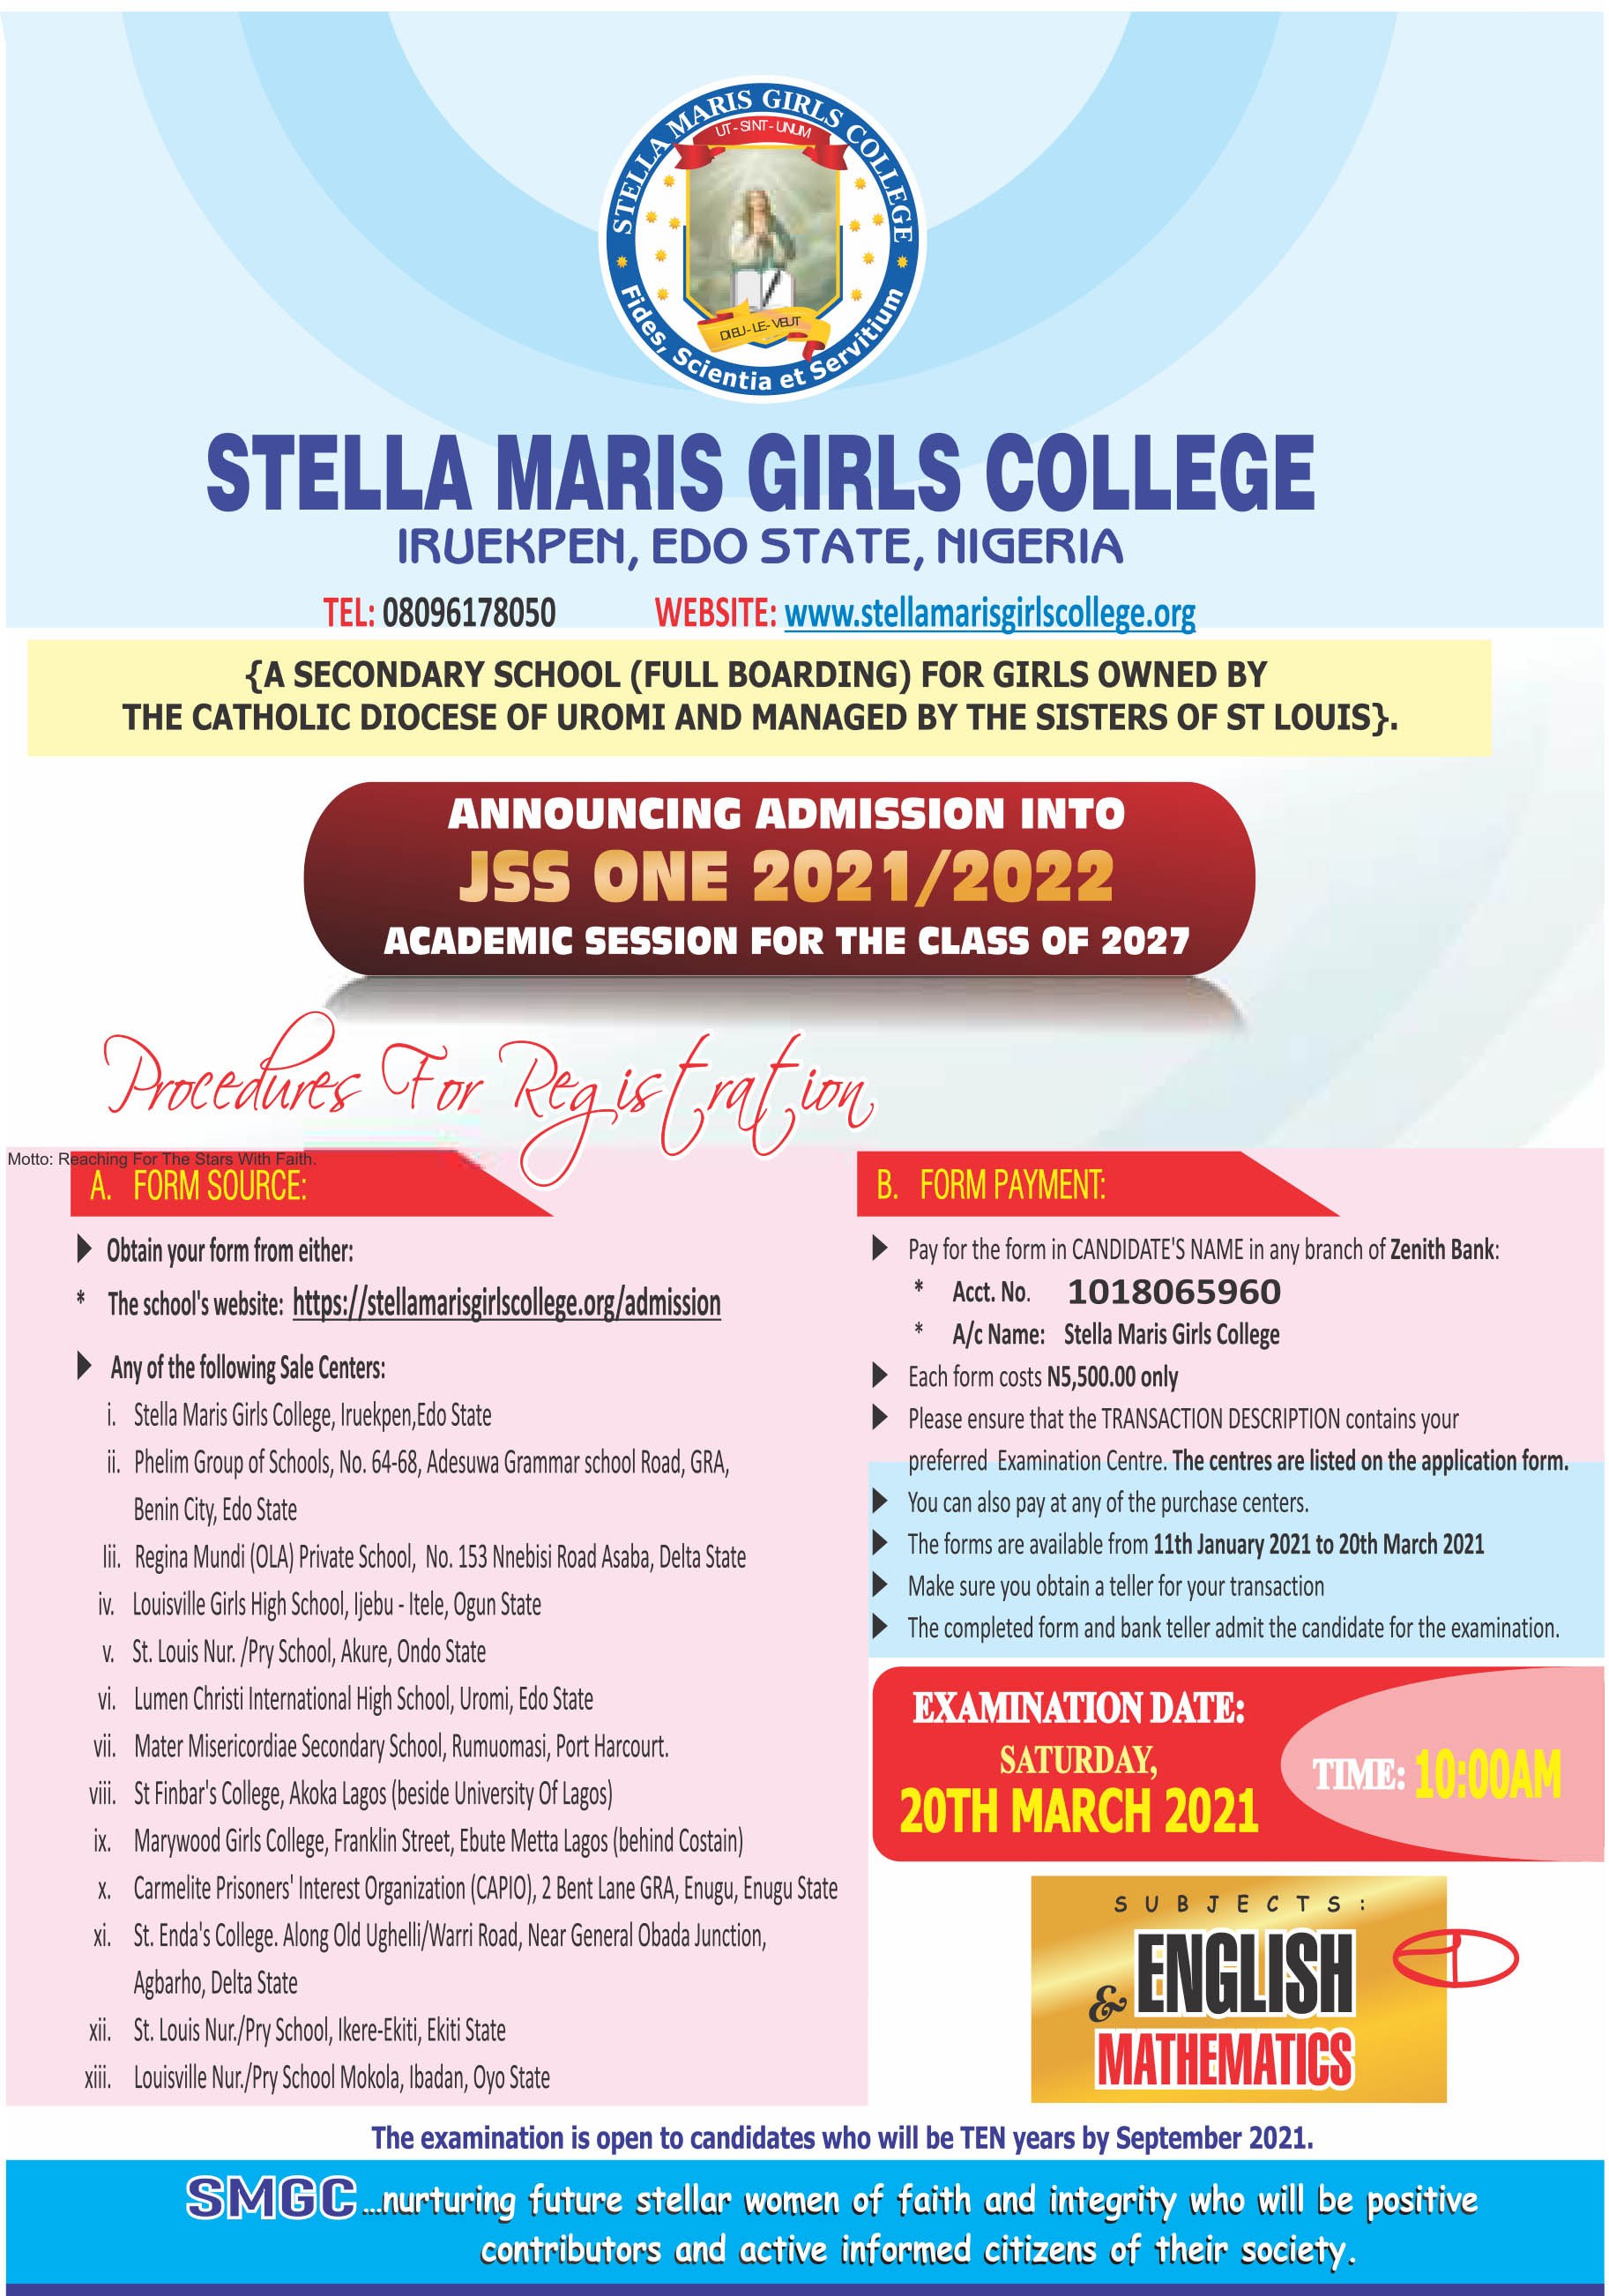 STELLA MARIS GIRLS COLLEGE
UT - SINT - UNUM
DIEU - LE - VEUT
Fides, Scientia et Servitium
STELLA MARIS GIRLS COLLEGE
IRUEKPEN, EDO STATE, NIGERIA
TEL: 08096178050 WEBSITE: www.stellamarisgirlscollege.org
{A SECONDARY SCHOOL (FULL BOARDING) FOR GIRLS OWNED BY
THE CATHOLIC DIOCESE OF UROMI AND MANAGED BY THE SISTERS OF ST LOUIS}.
ANNOUNCING ADMISSION INTO
JSS ONE 2021/2022
ACADEMIC SESSION FOR THE CLASS OF 2027
Procedures For Registration
Motto: Reaching For The Stars With Faith.
A. FORM SOURCE:
Obtain your form from either:
* The school's website: https://stellamarisgirlscollege.org/admission
Any of the following Sale Centers:
i. Stella Maris Girls College, Iruekpen,Edo State
ii. Phelim Group of Schools, No. 64-68, Adesuwa Grammar school Road, GRA,
Benin City, Edo State
Iii. Regina Mundi (OLA) Private School, No. 153 Nnebisi Road Asaba, Delta State
iv. Louisville Girls High School, Ijebu - Itele, Ogun State
v. St. Louis Nur. /Pry School, Akure, Ondo State
vi. Lumen Christi International High School, Uromi, Edo State
vii. Mater Misericordiae Secondary School, Rumuomasi, Port Harcourt.
viii. St Finbar's College, Akoka Lagos (beside University Of Lagos)
ix. Marywood Girls College, Franklin Street, Ebute Metta Lagos (behind Costain)
x. Carmelite Prisoners' Interest Organization (CAPIO), 2 Bent Lane GRA, Enugu, Enugu State
xi. St. Enda's College. Along Old Ughelli/Warri Road, Near General Obada Junction,
Agbarho, Delta State
xii. St. Louis Nur./Pry School, Ikere-Ekiti, Ekiti State
xiii. Louisville Nur./Pry School Mokola, Ibadan, Oyo State
B. FORM PAYMENT:
Pay for the form in CANDIDATE'S NAME in any branch of Zenith Bank:
* Acct. No. 1018065960
* A/c Name: Stella Maris Girls College
Each form costs N5,500.00 only
Please ensure that the TRANSACTION DESCRIPTION contains your
preferred Examination Centre. The centres are listed on the application form.
You can also pay at any of the purchase centers.
The forms are available from 11th January 2021 to 20th March 2021
Make sure you obtain a teller for your transaction
The completed form and bank teller admit the candidate for the examination.
EXAMINATION DATE:
SATURDAY,
20TH MARCH 2021
TIME: 10:00AM
SUBJECTS:
ENGLISH
&
MATHEMATICS
The examination is open to candidates who will be TEN years by September 2021.
SMGC ...nurturing future stellar women of faith and integrity who will be positive
contributors and active informed citizens of their society.